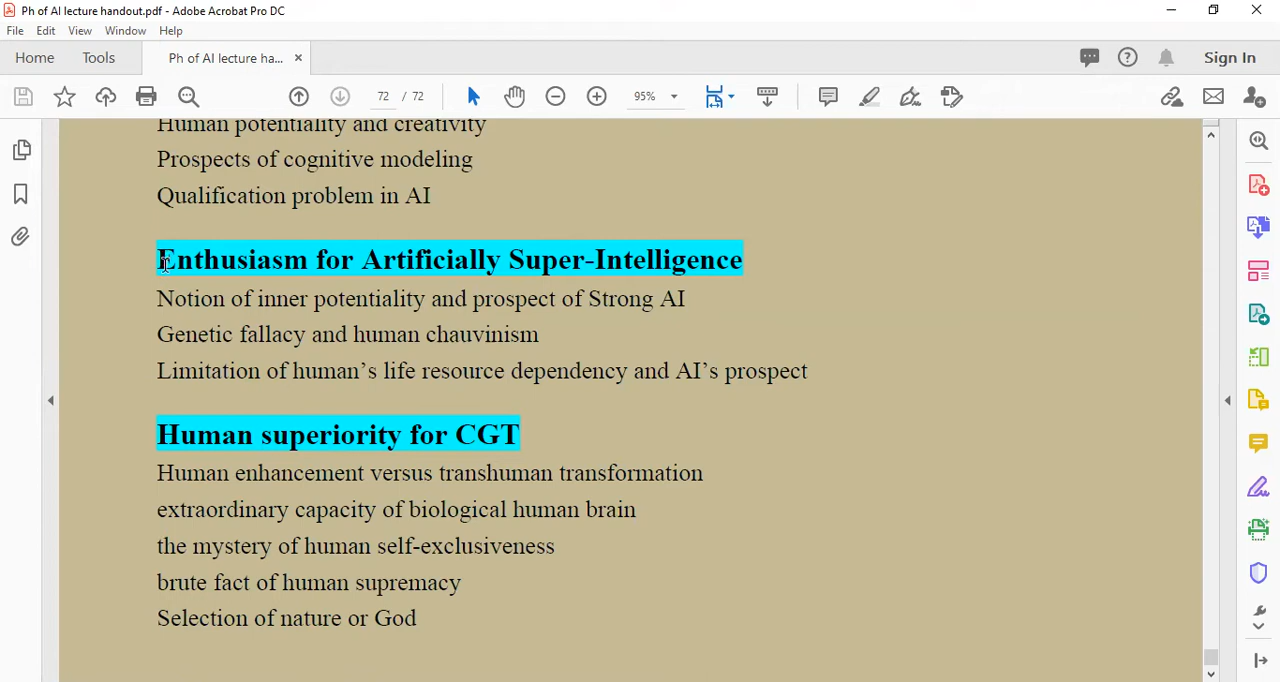 Ph of AI lecture handout.pdf - Adobe Acrobat Pro DC
File Edit View Window Help
Home Tools Ph of AI lecture ha... × Sign In
72 / 72 95%
Human potentiality and creativity
Prospects of cognitive modeling
Qualification problem in AI
Enthusiasm for Artificially Super-Intelligence
Notion of inner potentiality and prospect of Strong AI
Genetic fallacy and human chauvinism
Limitation of human’s life resource dependency and AI’s prospect
Human superiority for CGT
Human enhancement versus transhuman transformation
extraordinary capacity of biological human brain
the mystery of human self-exclusiveness
brute fact of human supremacy
Selection of nature or God